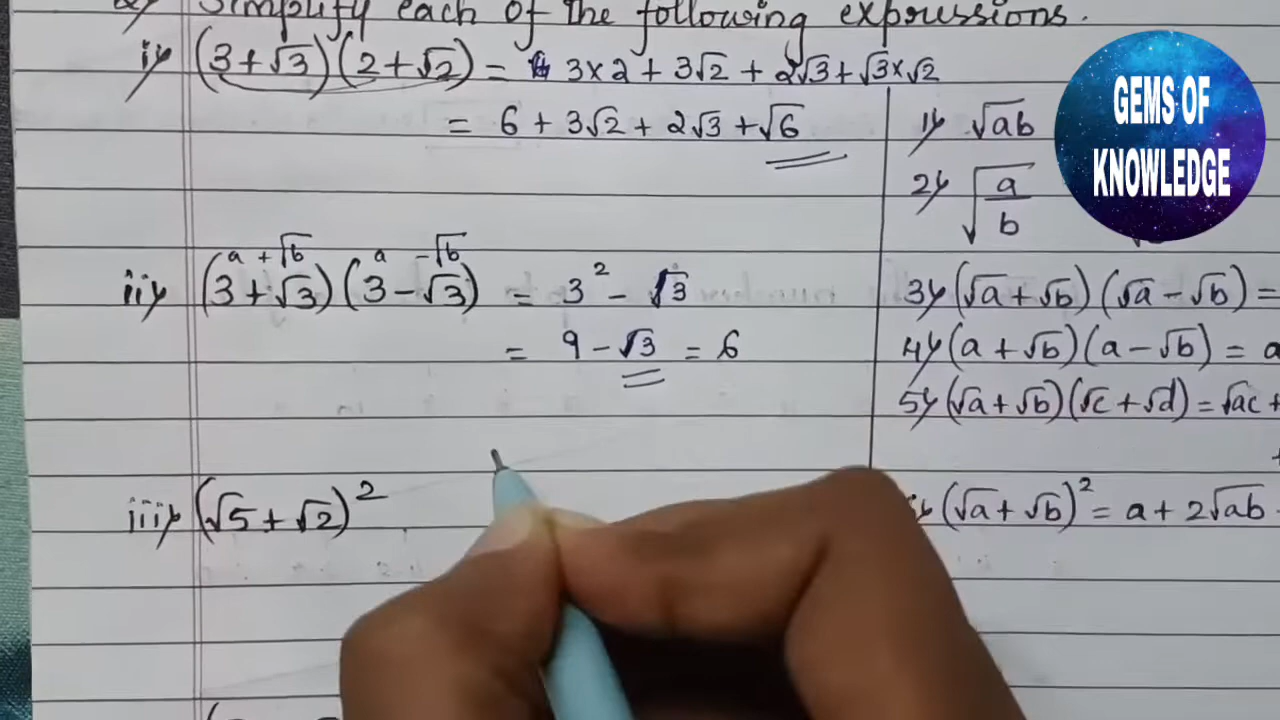 Simplify each of the following expressions.
i) (3+√3)(2+√2) = 3×2 + 3√2 + 2√3 + √3×√2
= 6 + 3√2 + 2√3 + √6
a +√b a -√b
ii) (3+√3)(3-√3) = 3² - √3
= 9 - √3 = 6
iii) (√5+√2)²
1) √ab
2) √a/b
3) (√a+√b)(√a-√b) =
4) (a+√b)(a-√b) = a
5) (√a+√b)(√c+√d) = √ac +
(√a+√b)² = a + 2√ab
GEMS OF
KNOWLEDGE